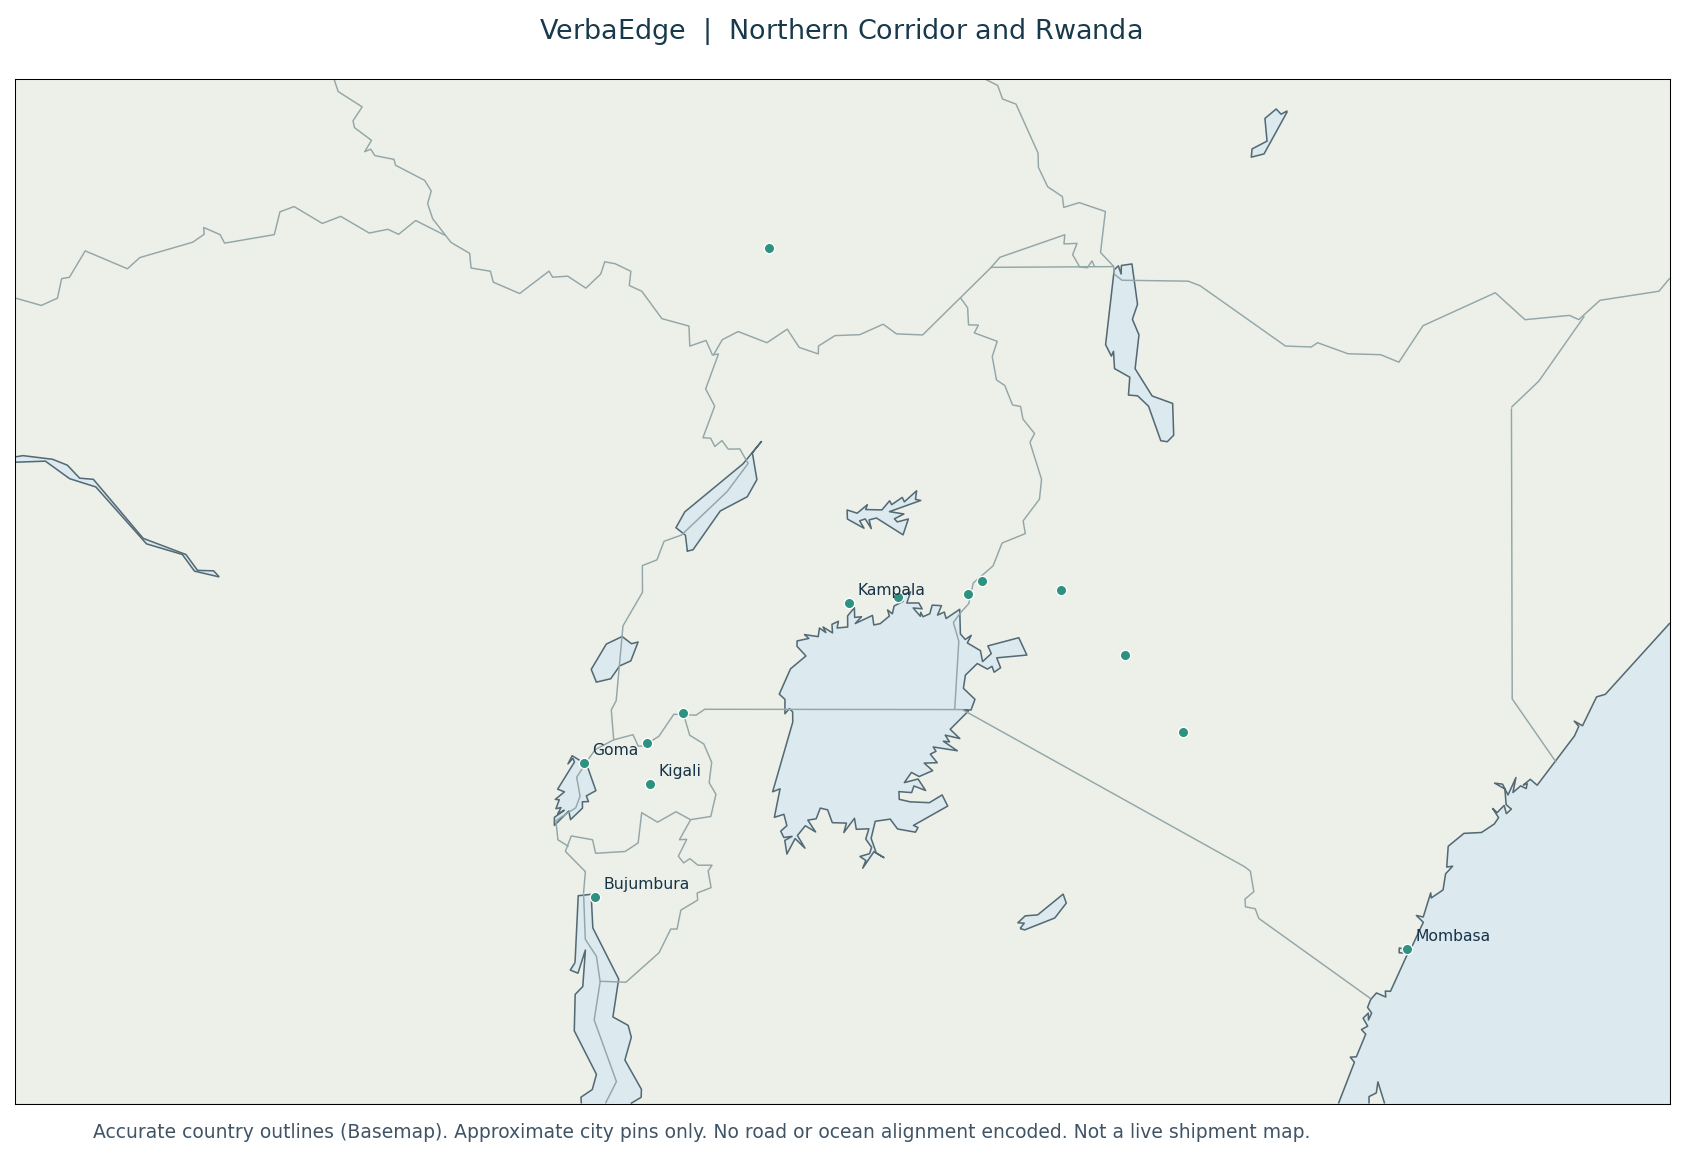 VerbaEdge | Northern Corridor and Rwanda
Kampala
Goma
Kigali
Bujumbura
Mombasa
Accurate country outlines (Basemap). Approximate city pins only. No road or ocean alignment encoded. Not a live shipment map.